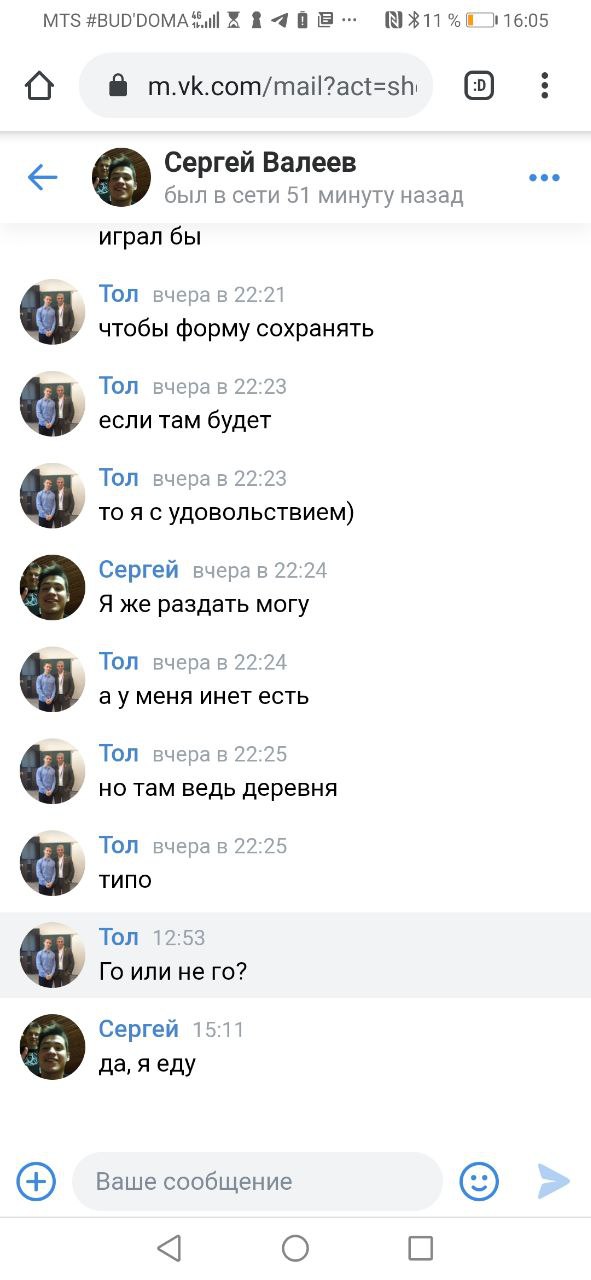 MTS #BUD'DOMA 4G ... 11 % 16:05
m.vk.com/mail?act=sh
:D
Сергей Валеев
был в сети 51 минуту назад
играл бы
Тол вчера в 22:21
чтобы форму сохранять
Тол вчера в 22:23
если там будет
Тол вчера в 22:23
то я с удовольствием)
Сергей вчера в 22:24
Я же раздать могу
Тол вчера в 22:24
а у меня инет есть
Тол вчера в 22:25
но там ведь деревня
Тол вчера в 22:25
типо
Тол 12:53
Го или не го?
Сергей 15:11
да, я еду
Ваше сообщение